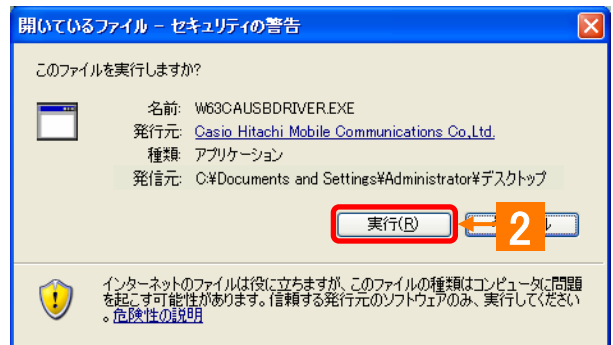 開いているファイル - セキュリティの警告
このファイルを実行しますか?
名前: W63CAUSBDRIVER.EXE
発行元: Casio Hitachi Mobile Communications Co,Ltd.
種類: アプリケーション
発信元: C:¥Documents and Settings¥Administrator¥デスクトップ
実行(R) 2
インターネットのファイルは役に立ちますが、このファイルの種類はコンピュータに問題
を起こす可能性があります。信頼する発行元のソフトウェアのみ、実行してください
。危険性の説明